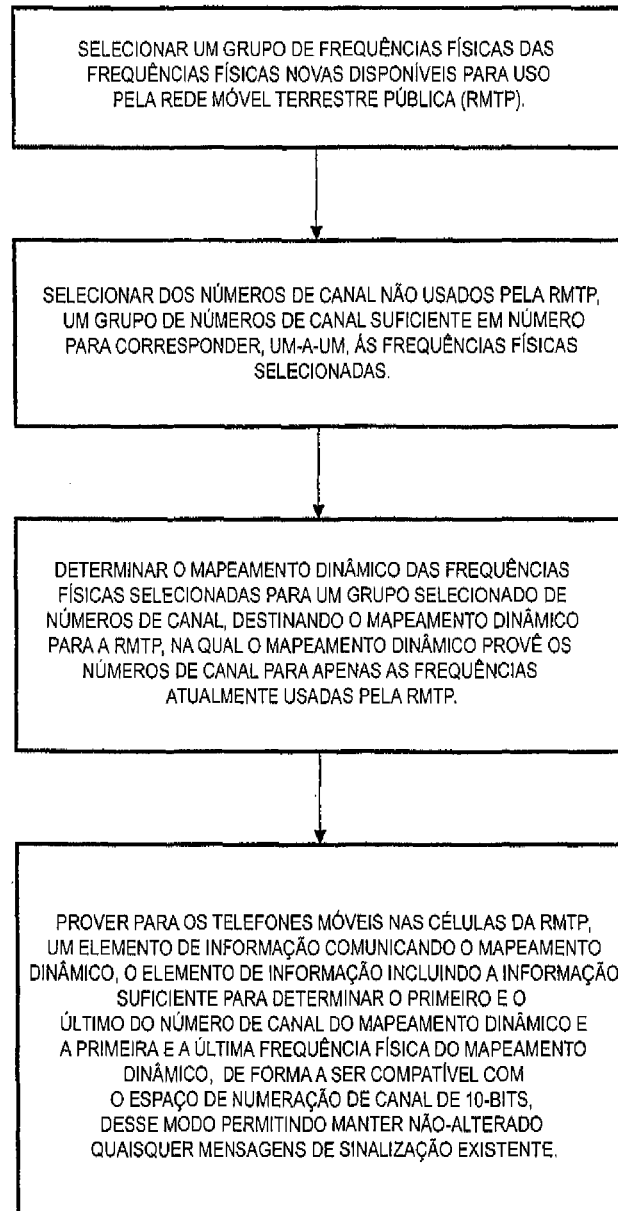 SELECIONAR UM GRUPO DE FREQUÊNCIAS FÍSICAS DAS
FREQUÊNCIAS FÍSICAS NOVAS DISPONÍVEIS PARA USO
PELA REDE MÓVEL TERRESTRE PÚBLICA (RMTP).
SELECIONAR DOS NÚMEROS DE CANAL NÃO USADOS PELA RMTP,
UM GRUPO DE NÚMEROS DE CANAL SUFICIENTE EM NÚMERO
PARA CORRESPONDER, UM-A-UM, ÁS FREQUÊNCIAS FÍSICAS
SELECIONADAS.
DETERMINAR O MAPEAMENTO DINÂMICO DAS FREQUÊNCIAS
FÍSICAS SELECIONADAS PARA UM GRUPO SELECIONADO DE
NÚMEROS DE CANAL, DESTINANDO O MAPEAMENTO DINÂMICO
PARA A RMTP, NA QUAL O MAPEAMENTO DINÂMICO PROVÊ OS
NÚMEROS DE CANAL PARA APENAS AS FREQUÊNCIAS
ATUALMENTE USADAS PELA RMTP.
PROVER PARA OS TELEFONES MÓVEIS NAS CÉLULAS DA RMTP,
UM ELEMENTO DE INFORMAÇÃO COMUNICANDO O MAPEAMENTO
DINÂMICO, O ELEMENTO DE INFORMAÇÃO INCLUINDO A INFORMAÇÃO
SUFICIENTE PARA DETERMINAR O PRIMEIRO E O
ÚLTIMO DO NÚMERO DE CANAL DO MAPEAMENTO DINÂMICO E
A PRIMEIRA E A ÚLTIMA FREQUÊNCIA FÍSICA DO MAPEAMENTO
DINÂMICO, DE FORMA A SER COMPATÍVEL COM
O ESPAÇO DE NUMERAÇÃO DE CANAL DE 10-BITS,
DESSE MODO PERMITINDO MANTER NÃO-ALTERADO
QUAISQUER MENSAGENS DE SINALIZAÇÃO EXISTENTE.